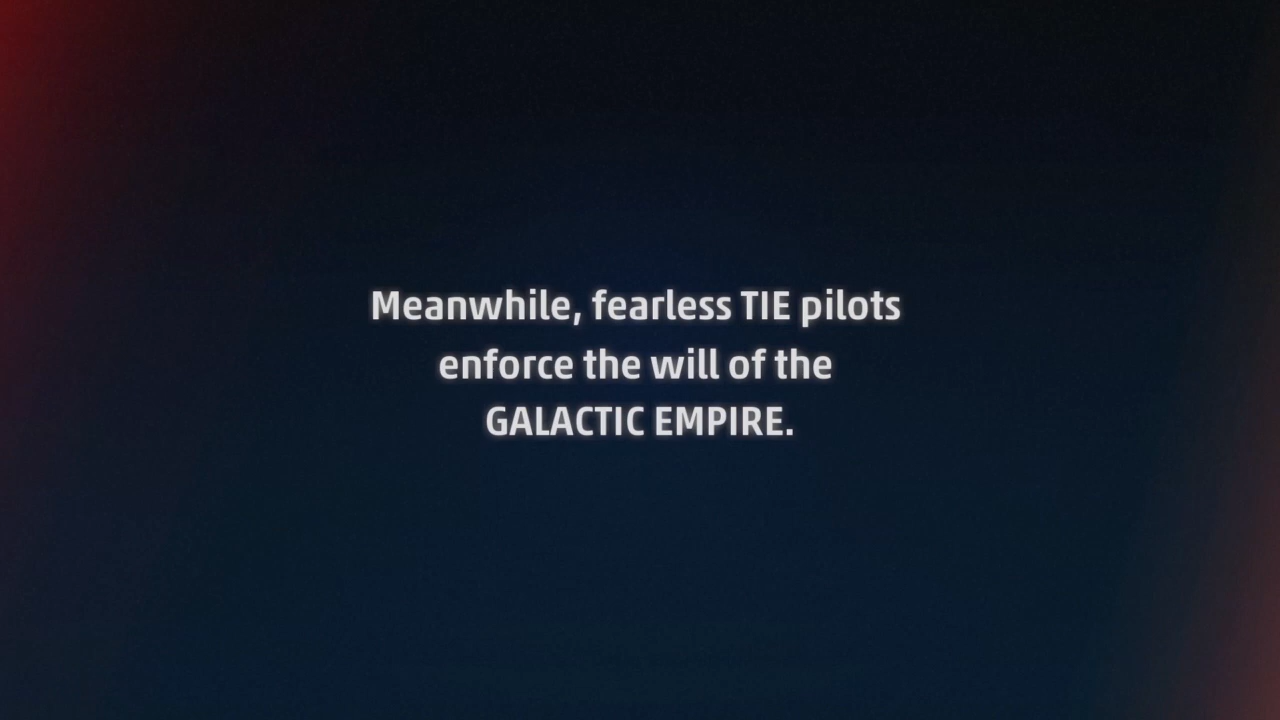 Meanwhile, fearless TIE pilots
enforce the will of the
GALACTIC EMPIRE.